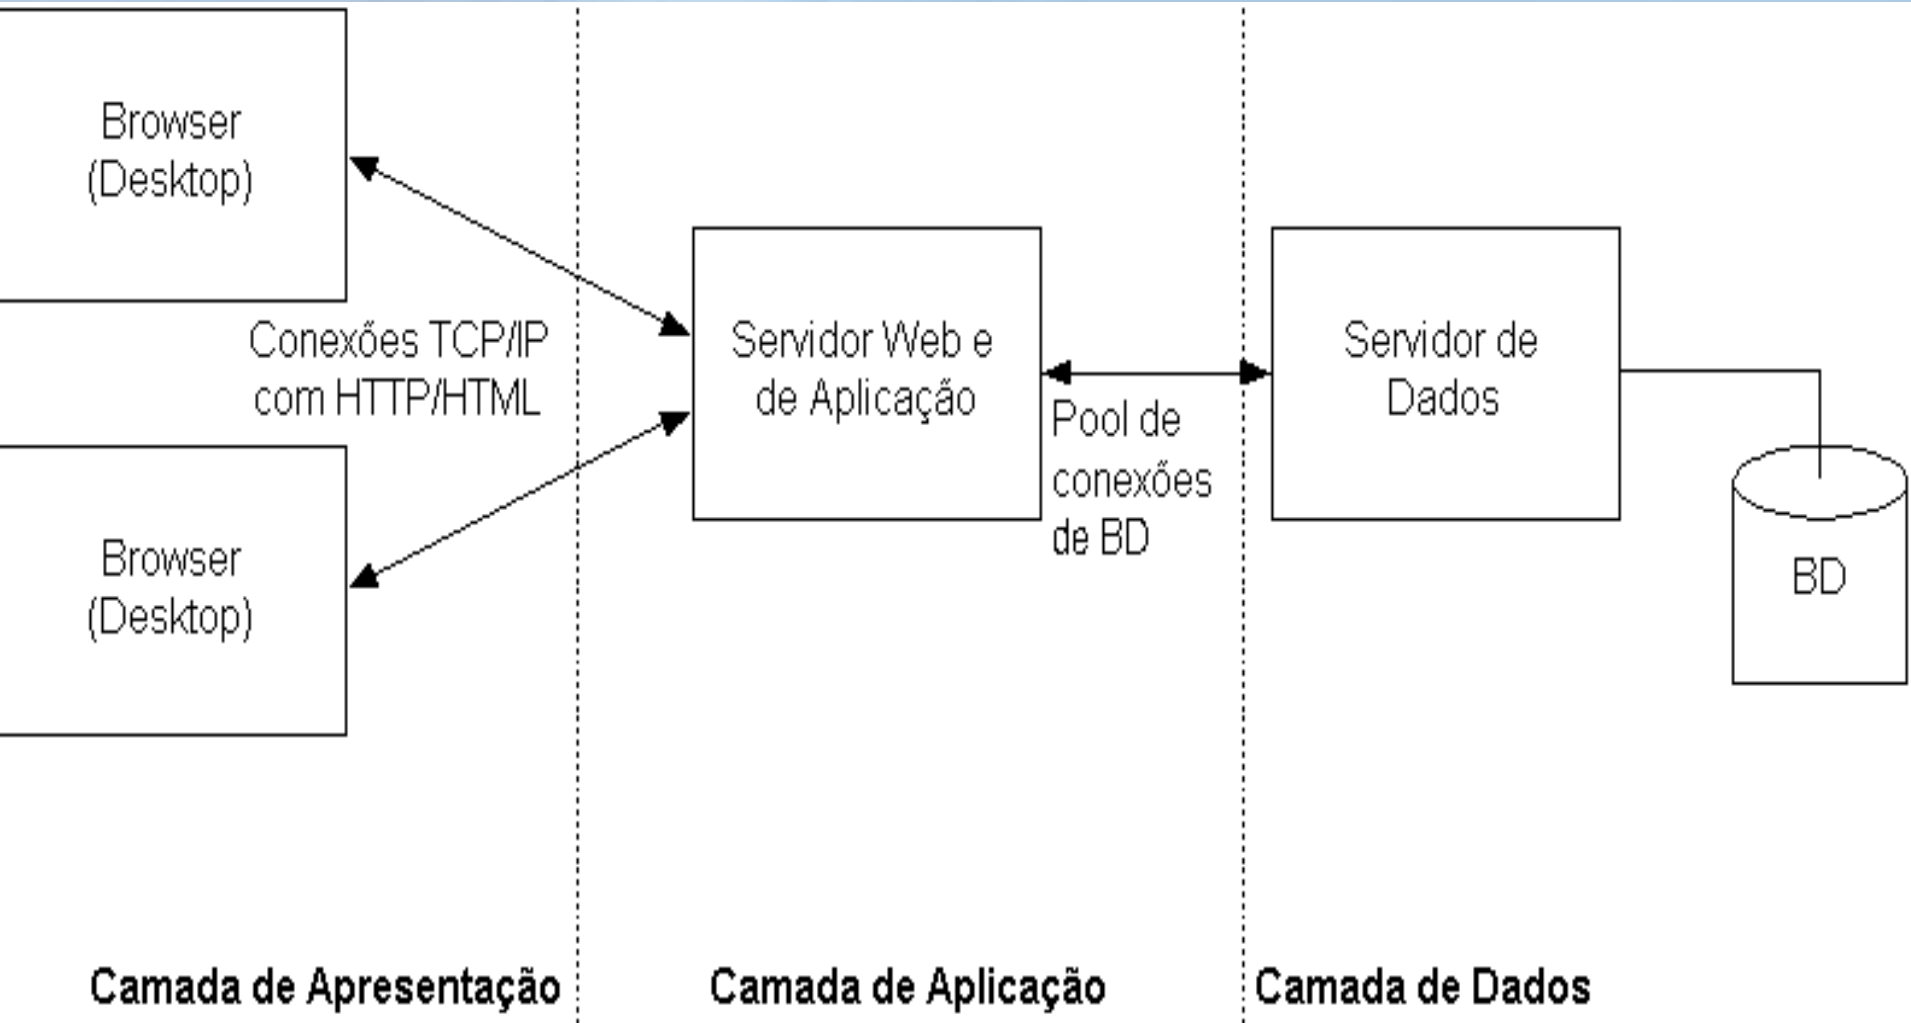 Browser
(Desktop)
Conexões TCP/IP
com HTTP/HTML
Browser
(Desktop)
Servidor Web e
de Aplicação
Pool de
conexões
de BD
Servidor de
Dados
BD
Camada de Apresentação
Camada de Aplicação
Camada de Dados